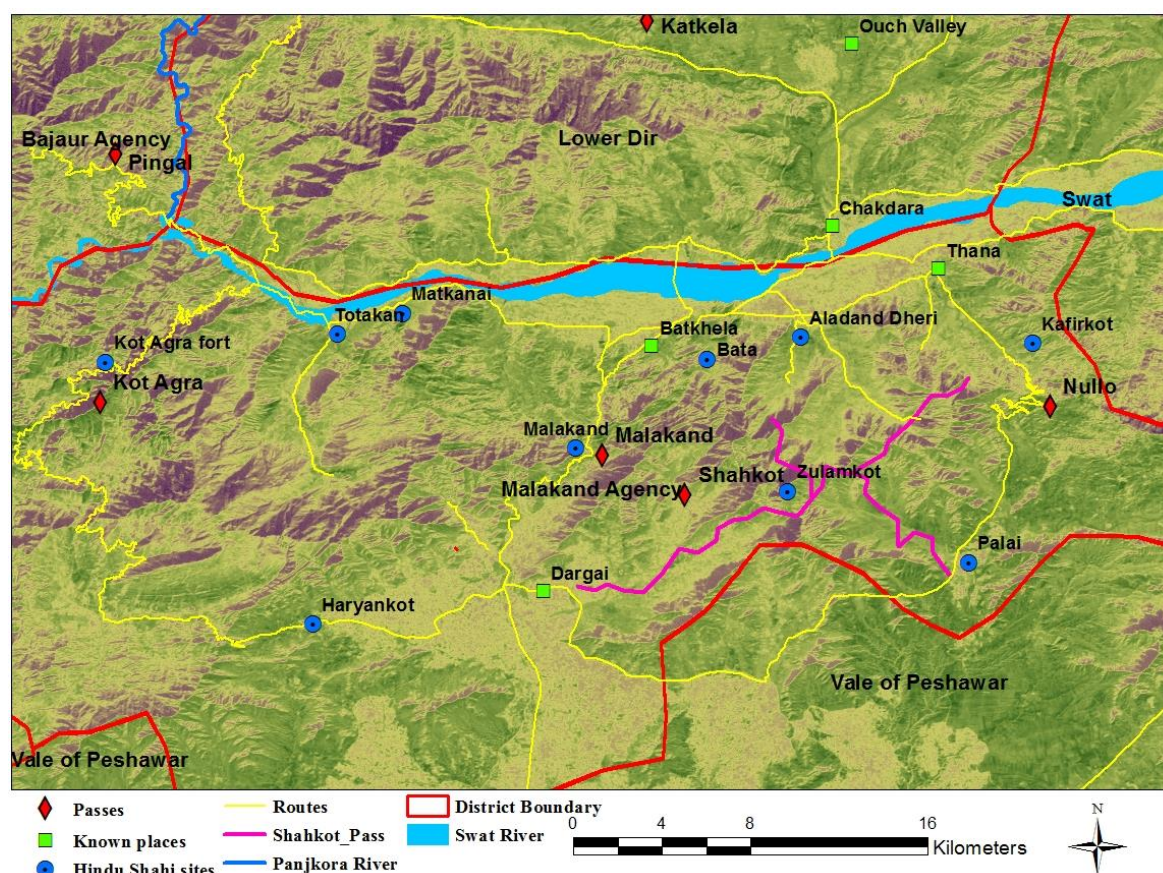 Katkela
Ouch Valley
Bajaur Agency
Pingal
Lower Dir
Chakdara
Swat
Thana
Matkanai
Totakan
Batkhela
Aladand Dheri
Kafirkot
Bata
Kot Agra fort
Kot Agra
Nullo
Malakand
Malakand
Malakand Agency
Shahkot
Zulamkot
Dargai
Palai
Haryankot
Vale of Peshawar
Vale of Peshawar
Passes
Known places
Hindu Shahi sites
Routes
Shahkot_Pass
Panjkora River
District Boundary
Swat River
0 4 8 16
Kilometers
N